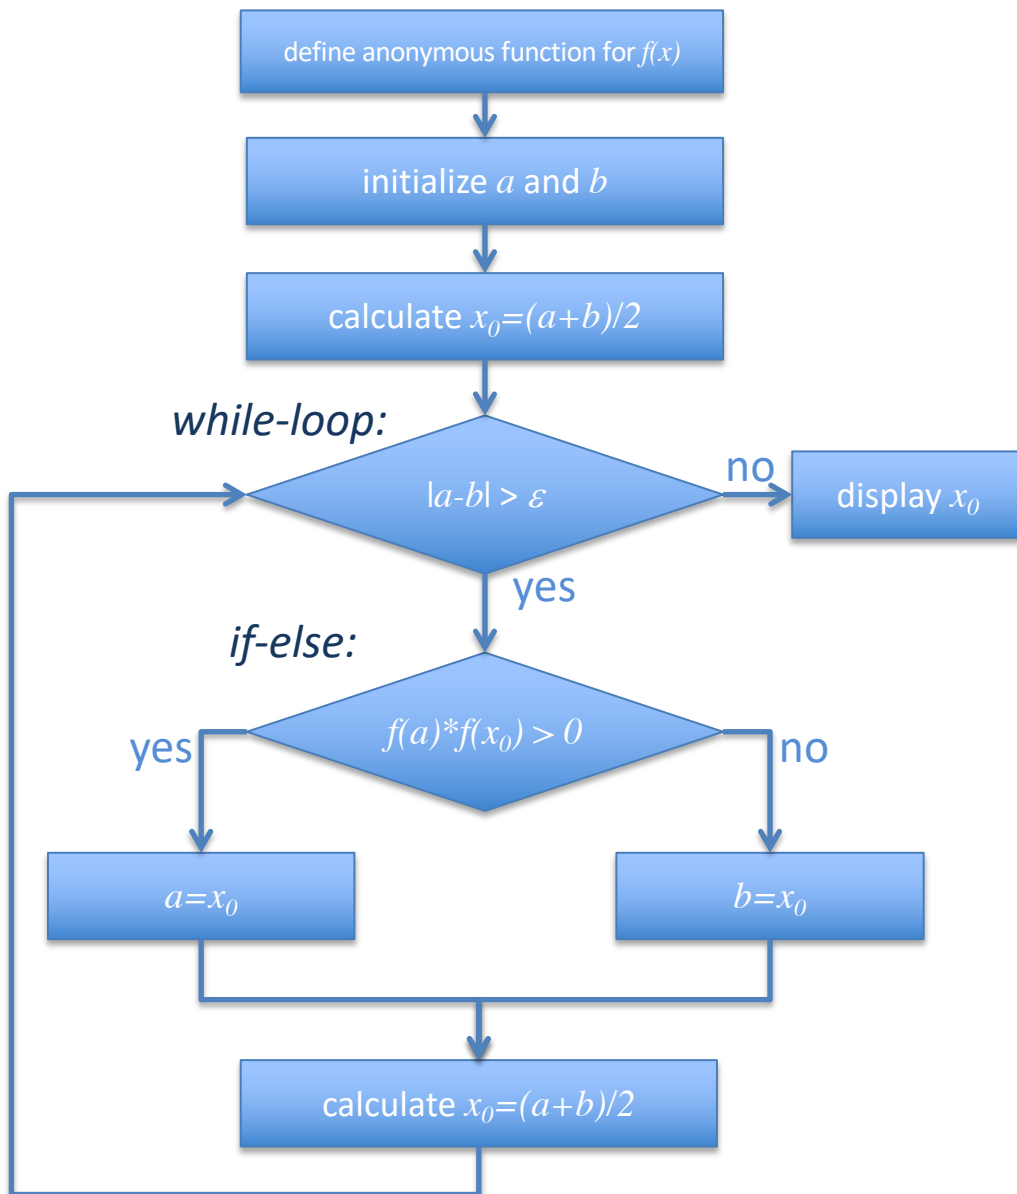 define anonymous function for f(x)
initialize a and b
calculate x₀=(a+b)/2
while-loop:
|a-b| > ε
no
display x₀
yes
if-else:
f(a)*f(x₀) > 0
yes
no
a=x₀
b=x₀
calculate x₀=(a+b)/2